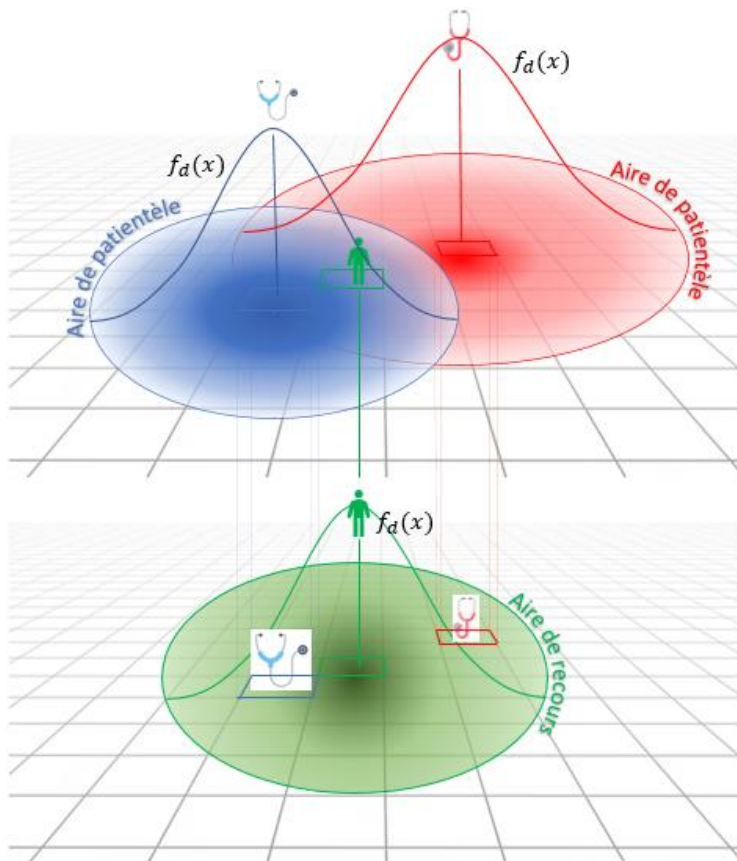 f_d(x)
f_d(x)
Aire de patientèle
Aire de patientèle
f_d(x)
Aire de recours